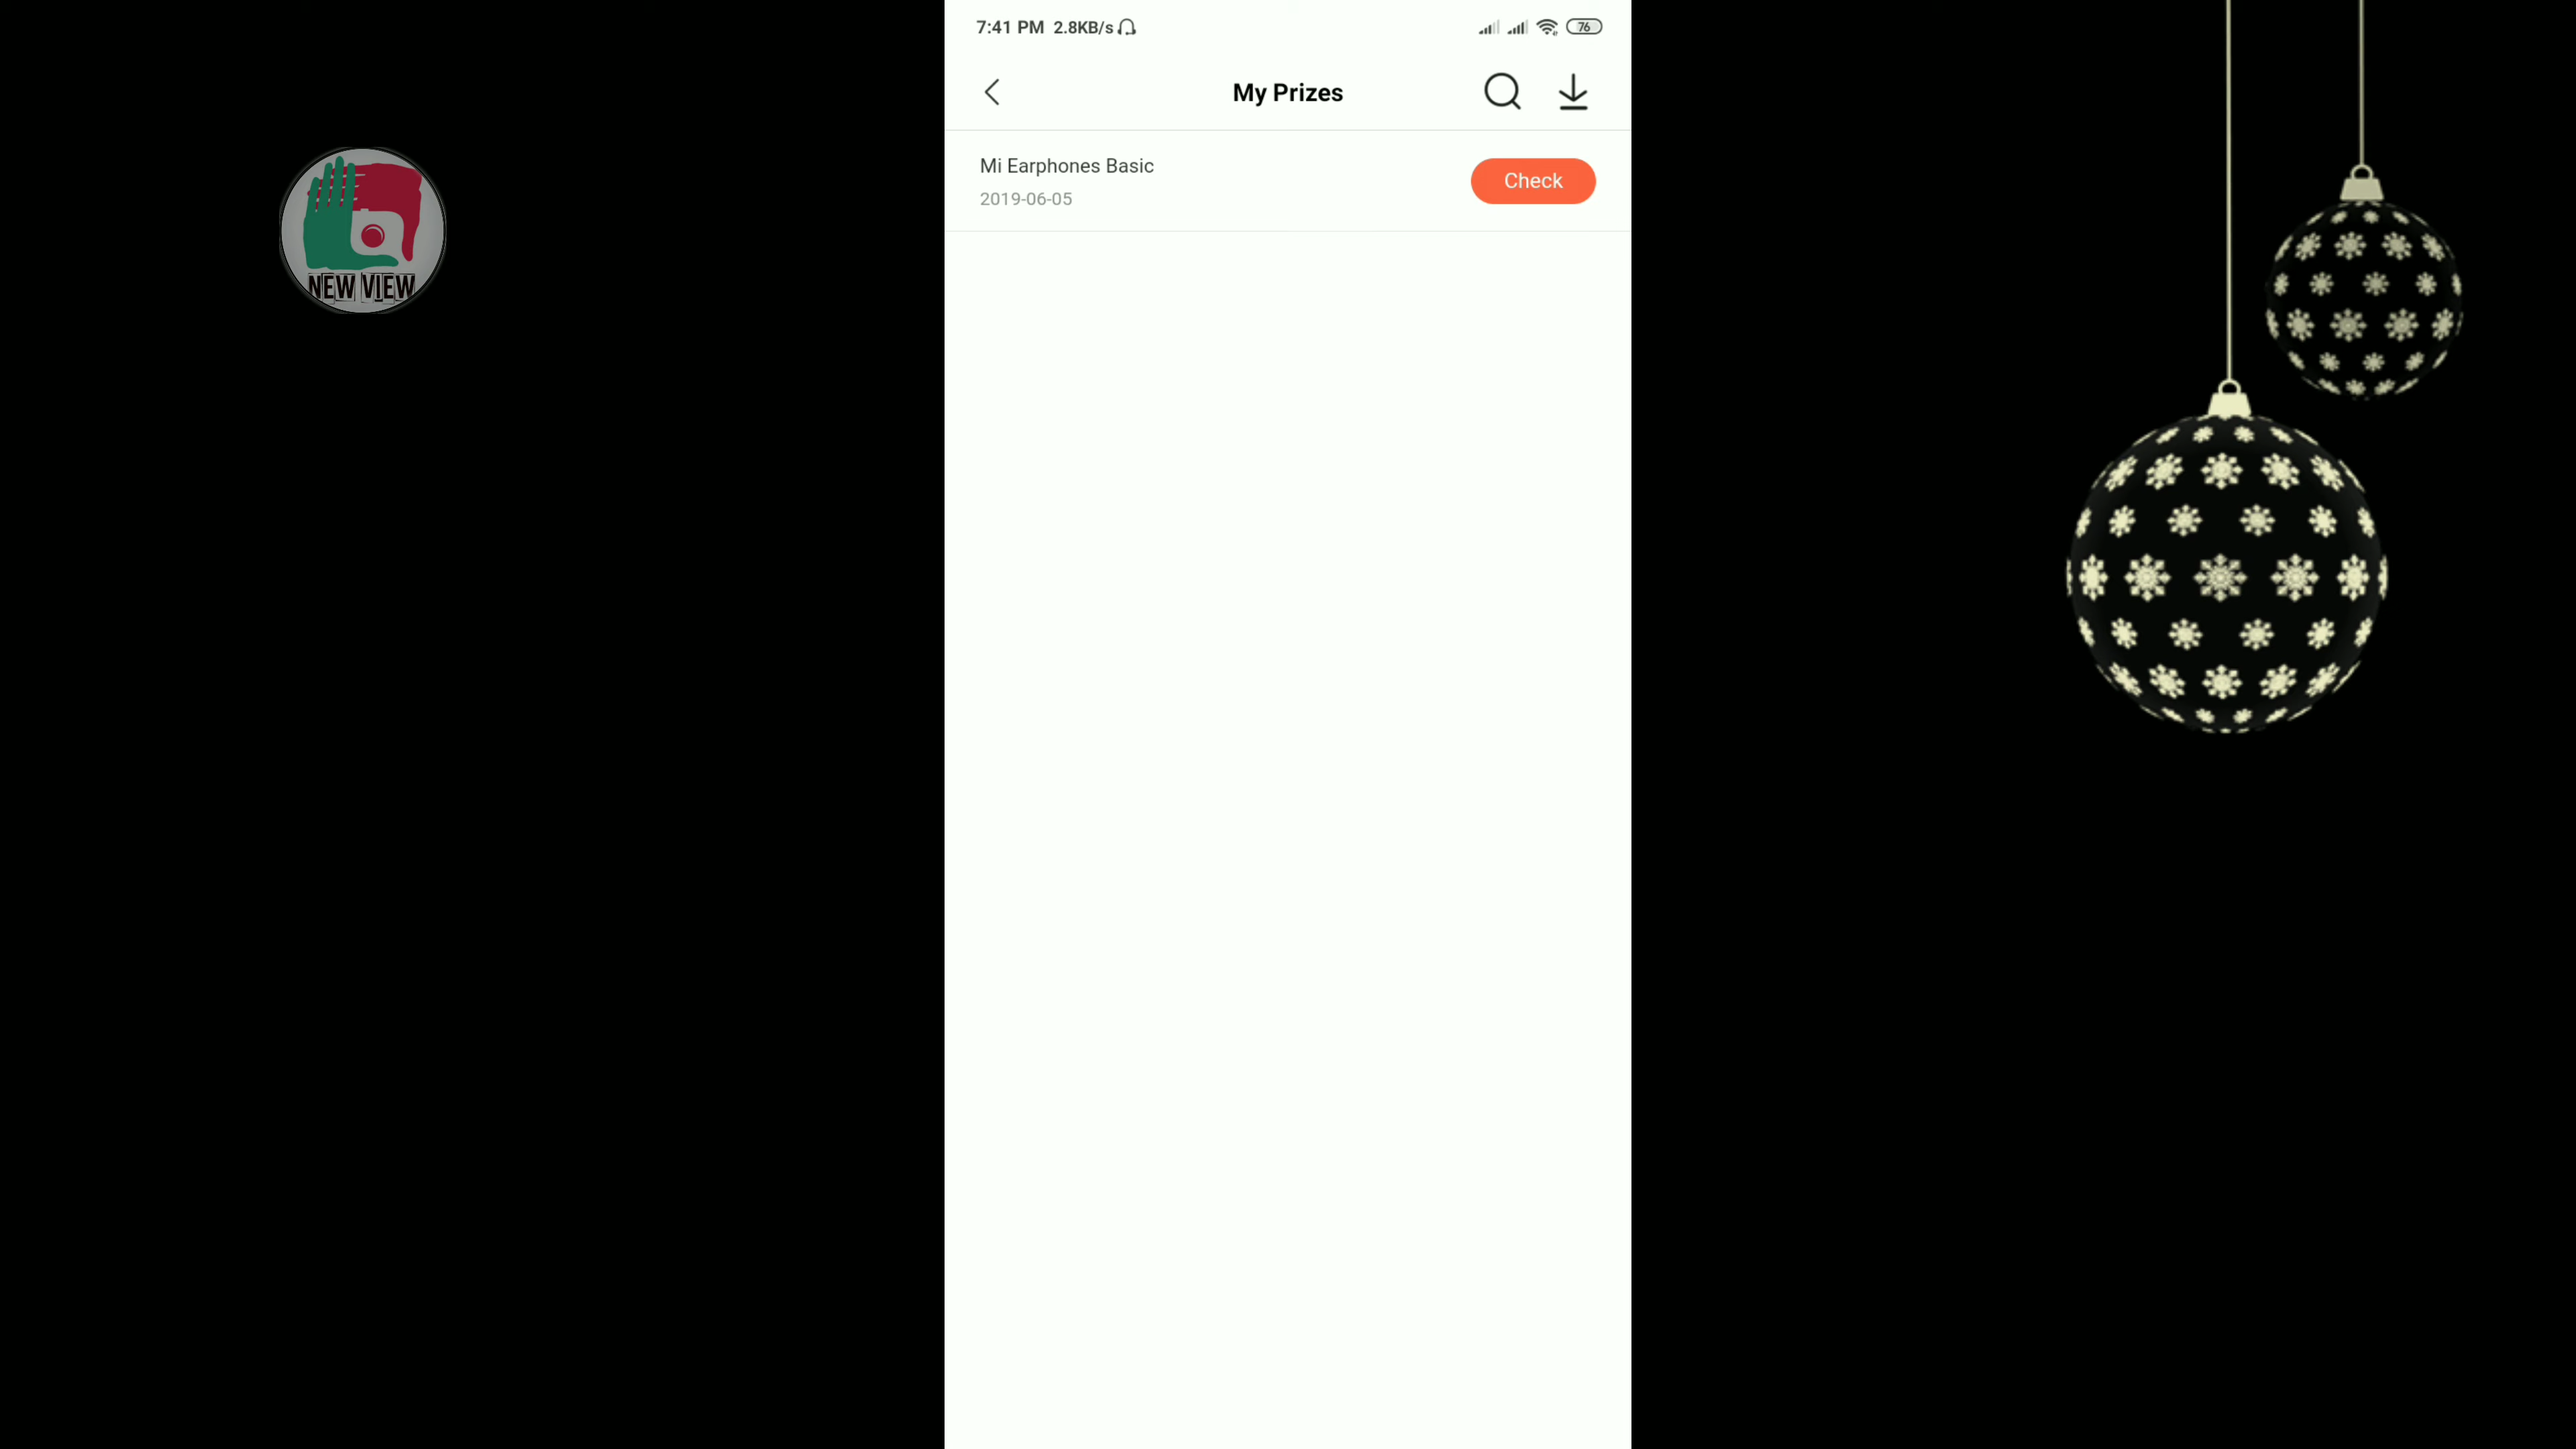 7:41 PM 2.8KB/s
76
My Prizes
Mi Earphones Basic
2019-06-05
Check
NEW VIEW